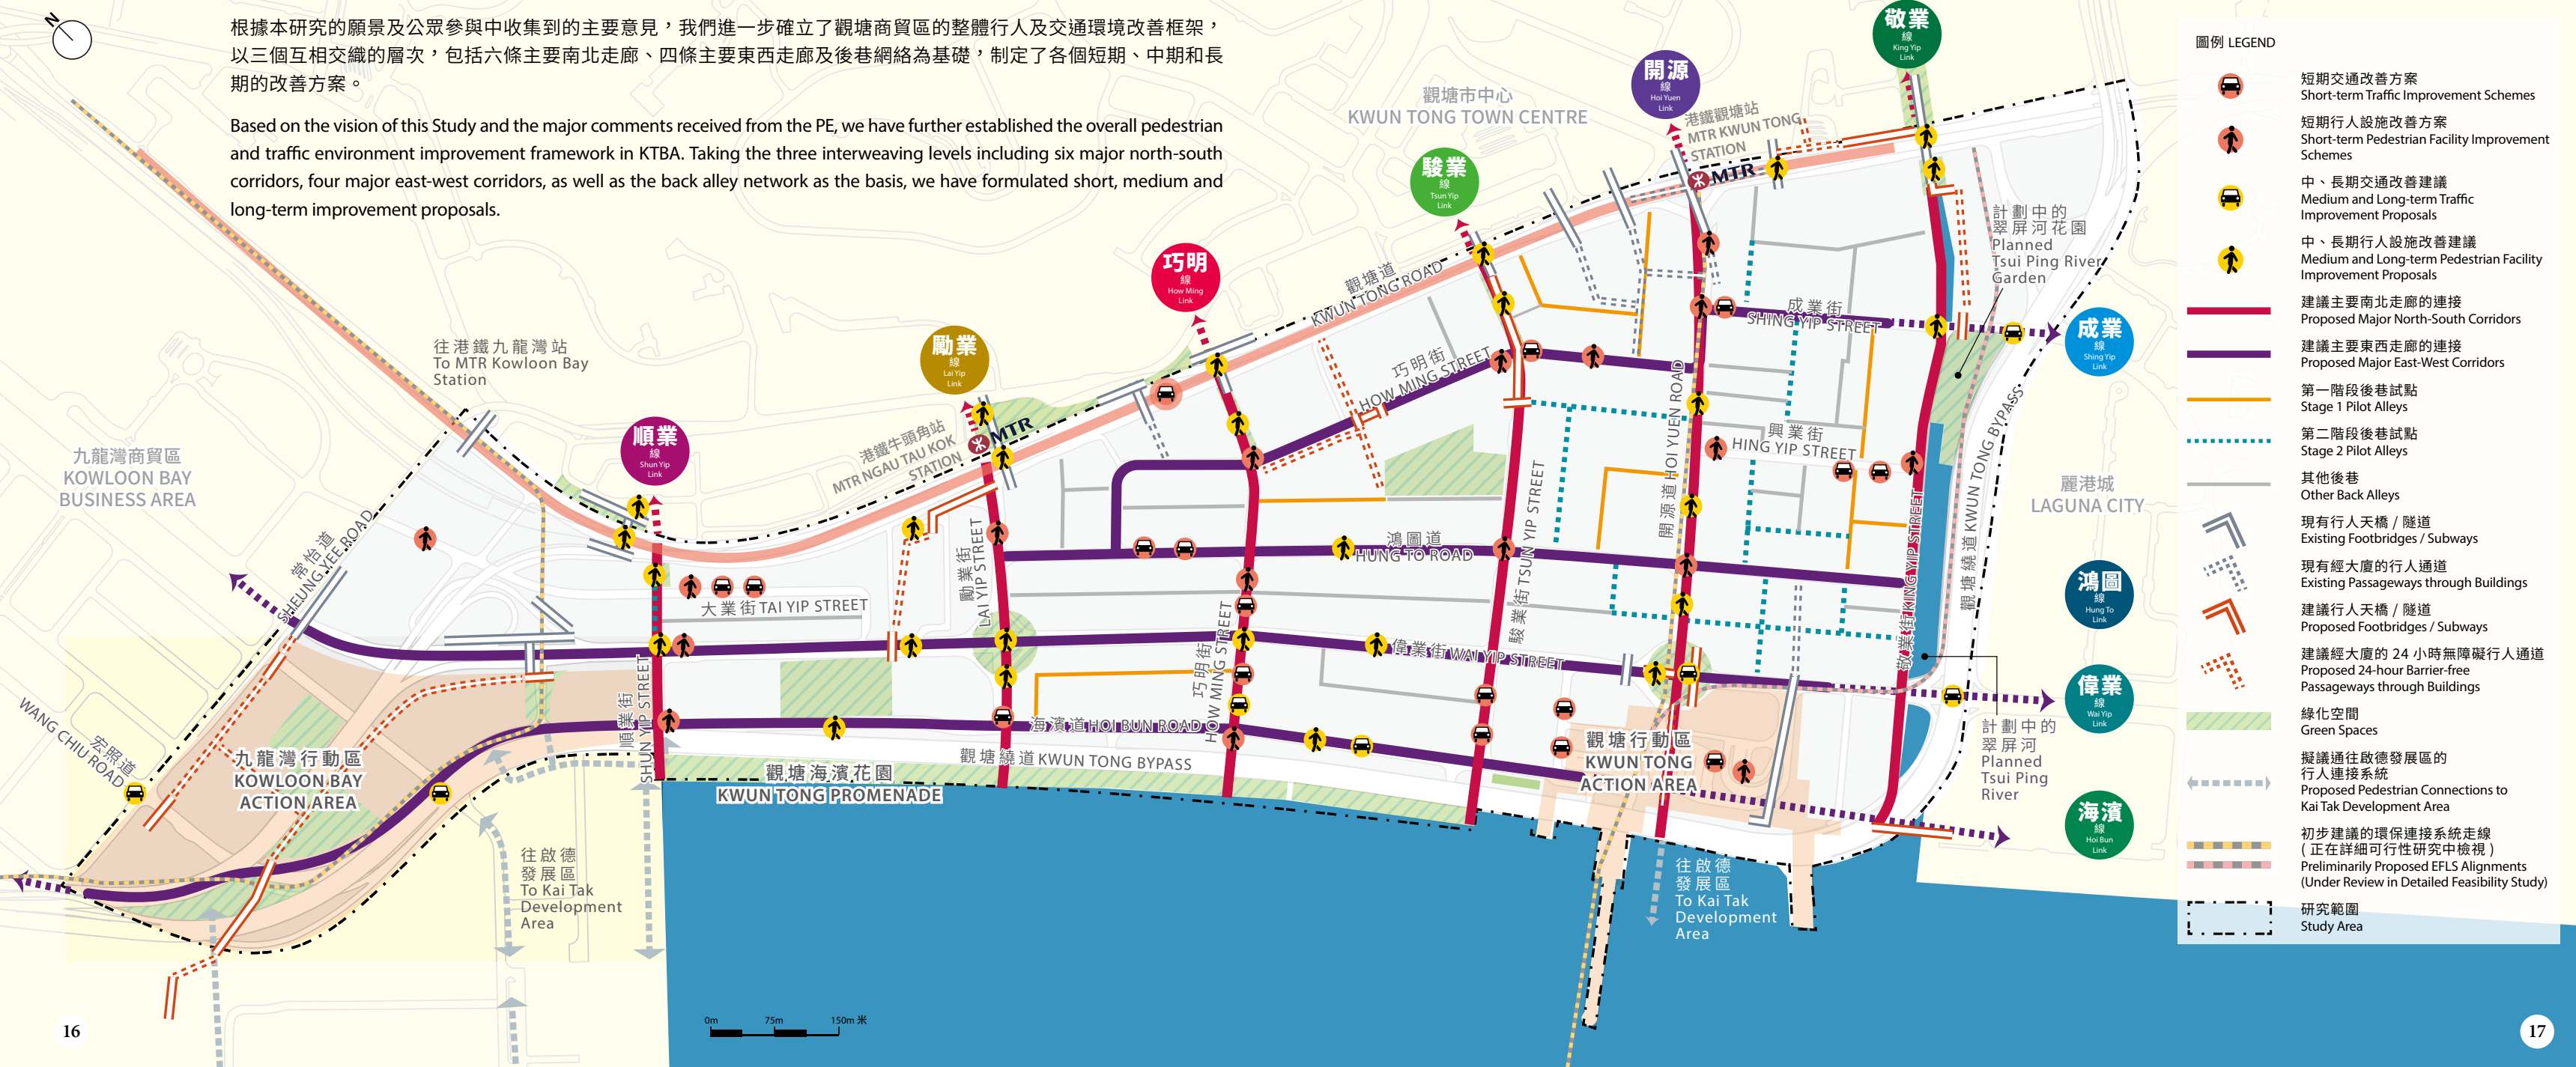 根據本研究的願景及公眾參與中收集到的主要意見，我們進一步確立了觀塘商貿區的整體行人及交通環境改善框架，
以三個互相交織的層次，包括六條主要南北走廊、四條主要東西走廊及後巷網絡為基礎，制定了各個短期、中期和長
期的改善方案。
Based on the vision of this Study and the major comments received from the PE, we have further established the overall pedestrian
and traffic environment improvement framework in KTBA. Taking the three interweaving levels including six major north-south
corridors, four major east-west corridors, as well as the back alley network as the basis, we have formulated short, medium and
long-term improvement proposals.
N
敬業
線
King Yip
Link
開源
線
Hoi Yuen
Link
觀塘市中心
KWUN TONG TOWN CENTRE
港鐵觀塘站
MTR KWUN TONG
STATION
MTR
駿業
線
Tsun Yip
Link
巧明
線
How Ming
Link
觀塘道
KWUN TONG ROAD
計劃中的
翠屏河花園
Planned
Tsui Ping River
Garden
成業街
SHING YIP STREET
成業
線
Shing Yip
Link
勵業
線
Lai Yip
Link
往港鐵九龍灣站
To MTR Kowloon Bay
Station
巧明街
HOW MING STREET
港鐵牛頭角站
MTR NGAU TAU KOK
STATION
MTR
順業
線
Shun Yip
Link
九龍灣商貿區
KOWLOON BAY
BUSINESS AREA
興業街
HING YIP STREET
開源道 HOI YUEN ROAD
觀塘繞道 KWUN TONG BYPASS
麗港城
LAGUNA CITY
常怡道
SHEUNG YEE ROAD
大業街 TAI YIP STREET
勵業街
LAI YIP STREET
鴻圖道
HUNG TO ROAD
駿業街 TSUN YIP STREET
敬業街 KING YIP STREET
鴻圖
線
Hung To
Link
偉業街 WAI YIP STREET
巧明街
HOW MING STREET
偉業
線
Wai Yip
Link
順業街
SHUN YIP STREET
海濱道 HOI BUN ROAD
觀塘繞道 KWUN TONG BYPASS
觀塘海濱花園
KWUN TONG PROMENADE
觀塘行動區
KWUN TONG
ACTION AREA
計劃中的
翠屏河
Planned
Tsui Ping
River
海濱
線
Hoi Bun
Link
宏照道
WANG CHIU ROAD
九龍灣行動區
KOWLOON BAY
ACTION AREA
往啟德
發展區
To Kai Tak
Development
Area
往啟德
發展區
To Kai Tak
Development
Area
0m 75m 150m 米
16
圖例 LEGEND
短期交通改善方案
Short-term Traffic Improvement Schemes
短期行人設施改善方案
Short-term Pedestrian Facility Improvement
Schemes
中、長期交通改善建議
Medium and Long-term Traffic
Improvement Proposals
中、長期行人設施改善建議
Medium and Long-term Pedestrian Facility
Improvement Proposals
建議主要南北走廊的連接
Proposed Major North-South Corridors
建議主要東西走廊的連接
Proposed Major East-West Corridors
第一階段後巷試點
Stage 1 Pilot Alleys
第二階段後巷試點
Stage 2 Pilot Alleys
其他後巷
Other Back Alleys
現有行人天橋 / 隧道
Existing Footbridges / Subways
現有經大廈的行人通道
Existing Passageways through Buildings
建議行人天橋 / 隧道
Proposed Footbridges / Subways
建議經大廈的 24 小時無障礙行人通道
Proposed 24-hour Barrier-free
Passageways through Buildings
綠化空間
Green Spaces
擬議通往啟德發展區的
行人連接系統
Proposed Pedestrian Connections to
Kai Tak Development Area
初步建議的環保連接系統走線
( 正在詳細可行性研究中檢視 )
Preliminarily Proposed EFLS Alignments
(Under Review in Detailed Feasibility Study)
研究範圍
Study Area
17